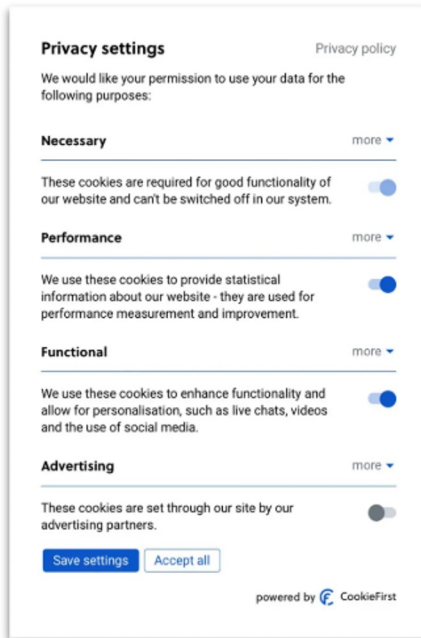 Privacy settings
Privacy policy
We would like your permission to use your data for the
following purposes:
Necessary
more
These cookies are required for good functionality of
our website and can't be switched off in our system.
Performance
more
We use these cookies to provide statistical
information about our website - they are used for
performance measurement and improvement.
Functional
more
We use these cookies to enhance functionality and
allow for personalisation, such as live chats, videos
and the use of social media.
Advertising
more
These cookies are set through our site by our
advertising partners.
Save settings
Accept all
powered by CookieFirst